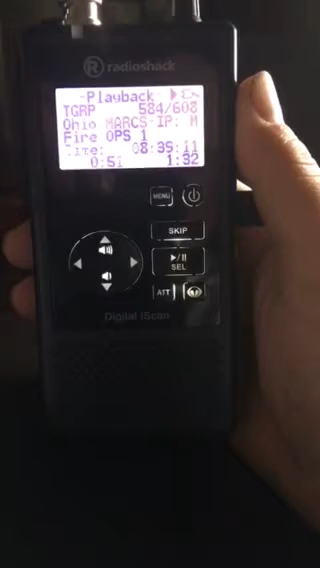 R radioshack
-Playback-
TGRP 584/608
Ohio MARCS-IP: M
Fire OPS 1
08:39:11
0:51 1:32
MENU
SKIP
▶/II
SEL
ATT
Digital iScan